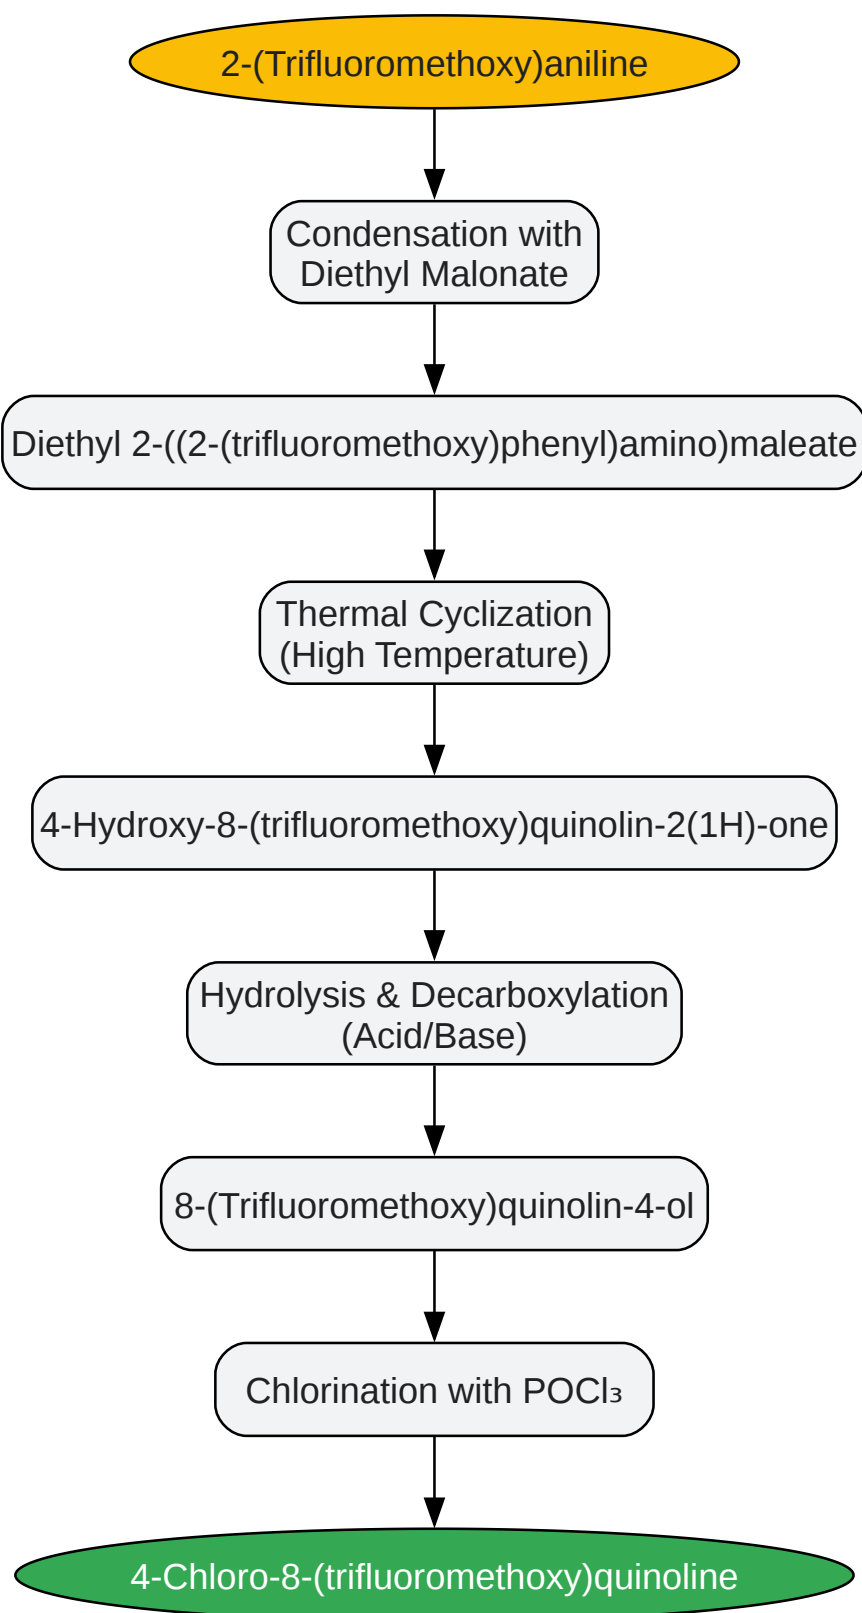 2-(Trifluoromethoxy)aniline
Condensation with
Diethyl Malonate
Diethyl 2-((2-(trifluoromethoxy)phenyl)amino)maleate
Thermal Cyclization
(High Temperature)
4-Hydroxy-8-(trifluoromethoxy)quinolin-2(1H)-one
Hydrolysis & Decarboxylation
(Acid/Base)
8-(Trifluoromethoxy)quinolin-4-ol
Chlorination with POCl₃
4-Chloro-8-(trifluoromethoxy)quinoline